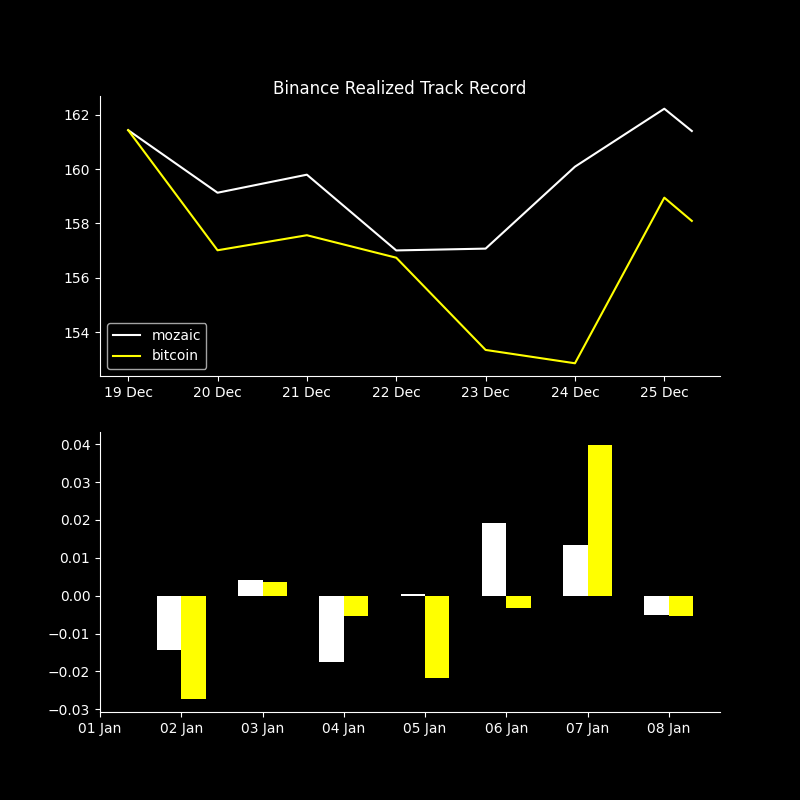 Binance Realized Track Record
162
160
158
156
154
mozaic
bitcoin
19 Dec 20 Dec 21 Dec 22 Dec 23 Dec 24 Dec 25 Dec
0.04
0.03
0.02
0.01
0.00
−0.01
−0.02
−0.03
01 Jan 02 Jan 03 Jan 04 Jan 05 Jan 06 Jan 07 Jan 08 Jan